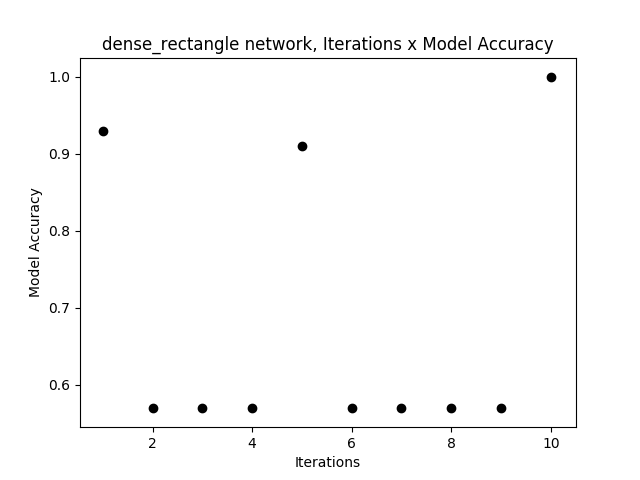 dense_rectangle network, Iterations x Model Accuracy
1.0
0.9
0.8
0.7
0.6
Model Accuracy
2 4 6 8 10
Iterations